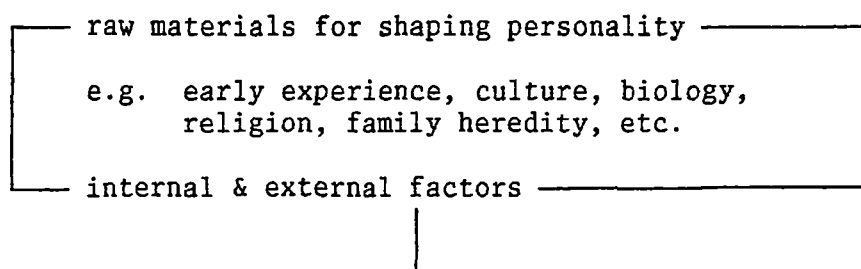 raw materials for shaping personality
e.g. early experience, culture, biology,
religion, family heredity, etc.
internal & external factors